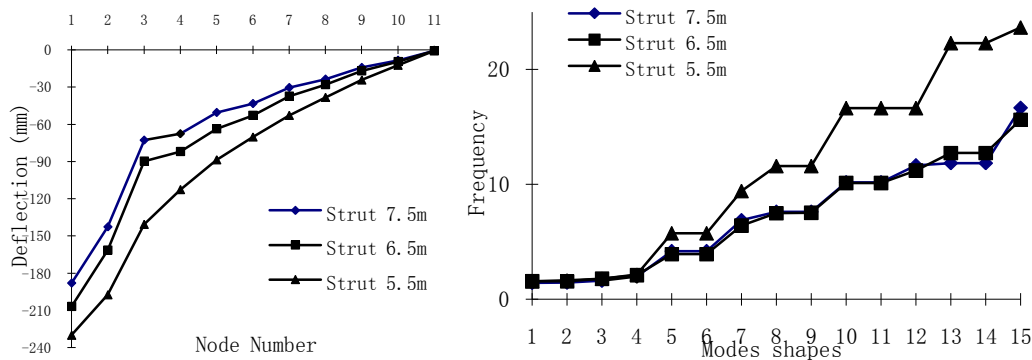 1 2 3 4 5 6 7 8 9 10 11
0
-30
-60
-90
-120
-150
-180
-210
-240
Deflection (mm)
Strut 7.5m
Strut 6.5m
Strut 5.5m
Node Number
Strut 7.5m
Strut 6.5m
Strut 5.5m
20
10
0
Frequency
1 2 3 4 5 6 7 8 9 10 11 12 13 14 15
Modes shapes